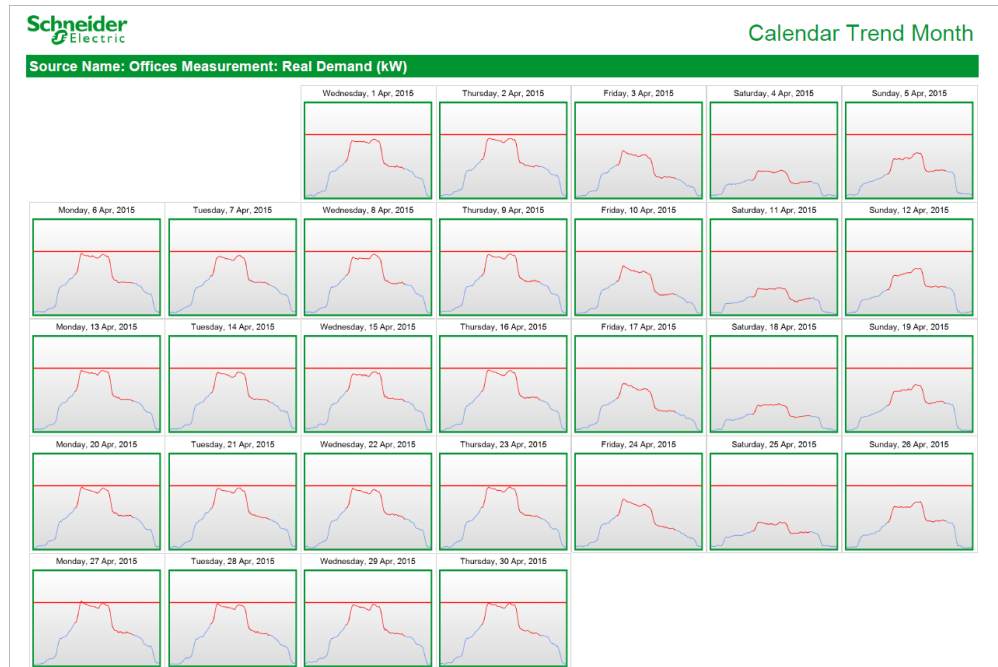 Schneider
Electric
Calendar Trend Month
Source Name: Offices Measurement: Real Demand (kW)
Wednesday, 1 Apr, 2015
Thursday, 2 Apr, 2015
Friday, 3 Apr, 2015
Saturday, 4 Apr, 2015
Sunday, 5 Apr, 2015
Monday, 6 Apr, 2015
Tuesday, 7 Apr, 2015
Wednesday, 8 Apr, 2015
Thursday, 9 Apr, 2015
Friday, 10 Apr, 2015
Saturday, 11 Apr, 2015
Sunday, 12 Apr, 2015
Monday, 13 Apr, 2015
Tuesday, 14 Apr, 2015
Wednesday, 15 Apr, 2015
Thursday, 16 Apr, 2015
Friday, 17 Apr, 2015
Saturday, 18 Apr, 2015
Sunday, 19 Apr, 2015
Monday, 20 Apr, 2015
Tuesday, 21 Apr, 2015
Wednesday, 22 Apr, 2015
Thursday, 23 Apr, 2015
Friday, 24 Apr, 2015
Saturday, 25 Apr, 2015
Sunday, 26 Apr, 2015
Monday, 27 Apr, 2015
Tuesday, 28 Apr, 2015
Wednesday, 29 Apr, 2015
Thursday, 30 Apr, 2015